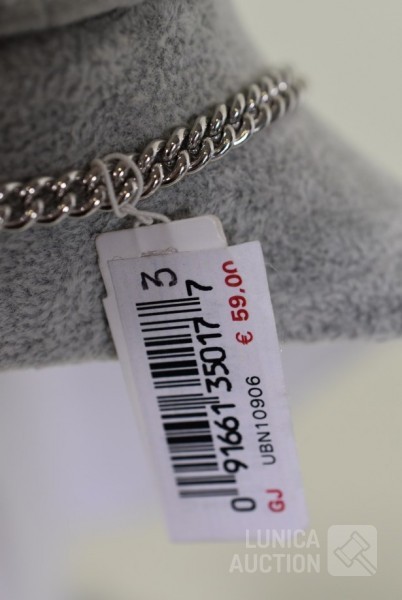 € 59,00
0 91661 35017 7
3
GJ UBN10906
LUNICA
AUCTION